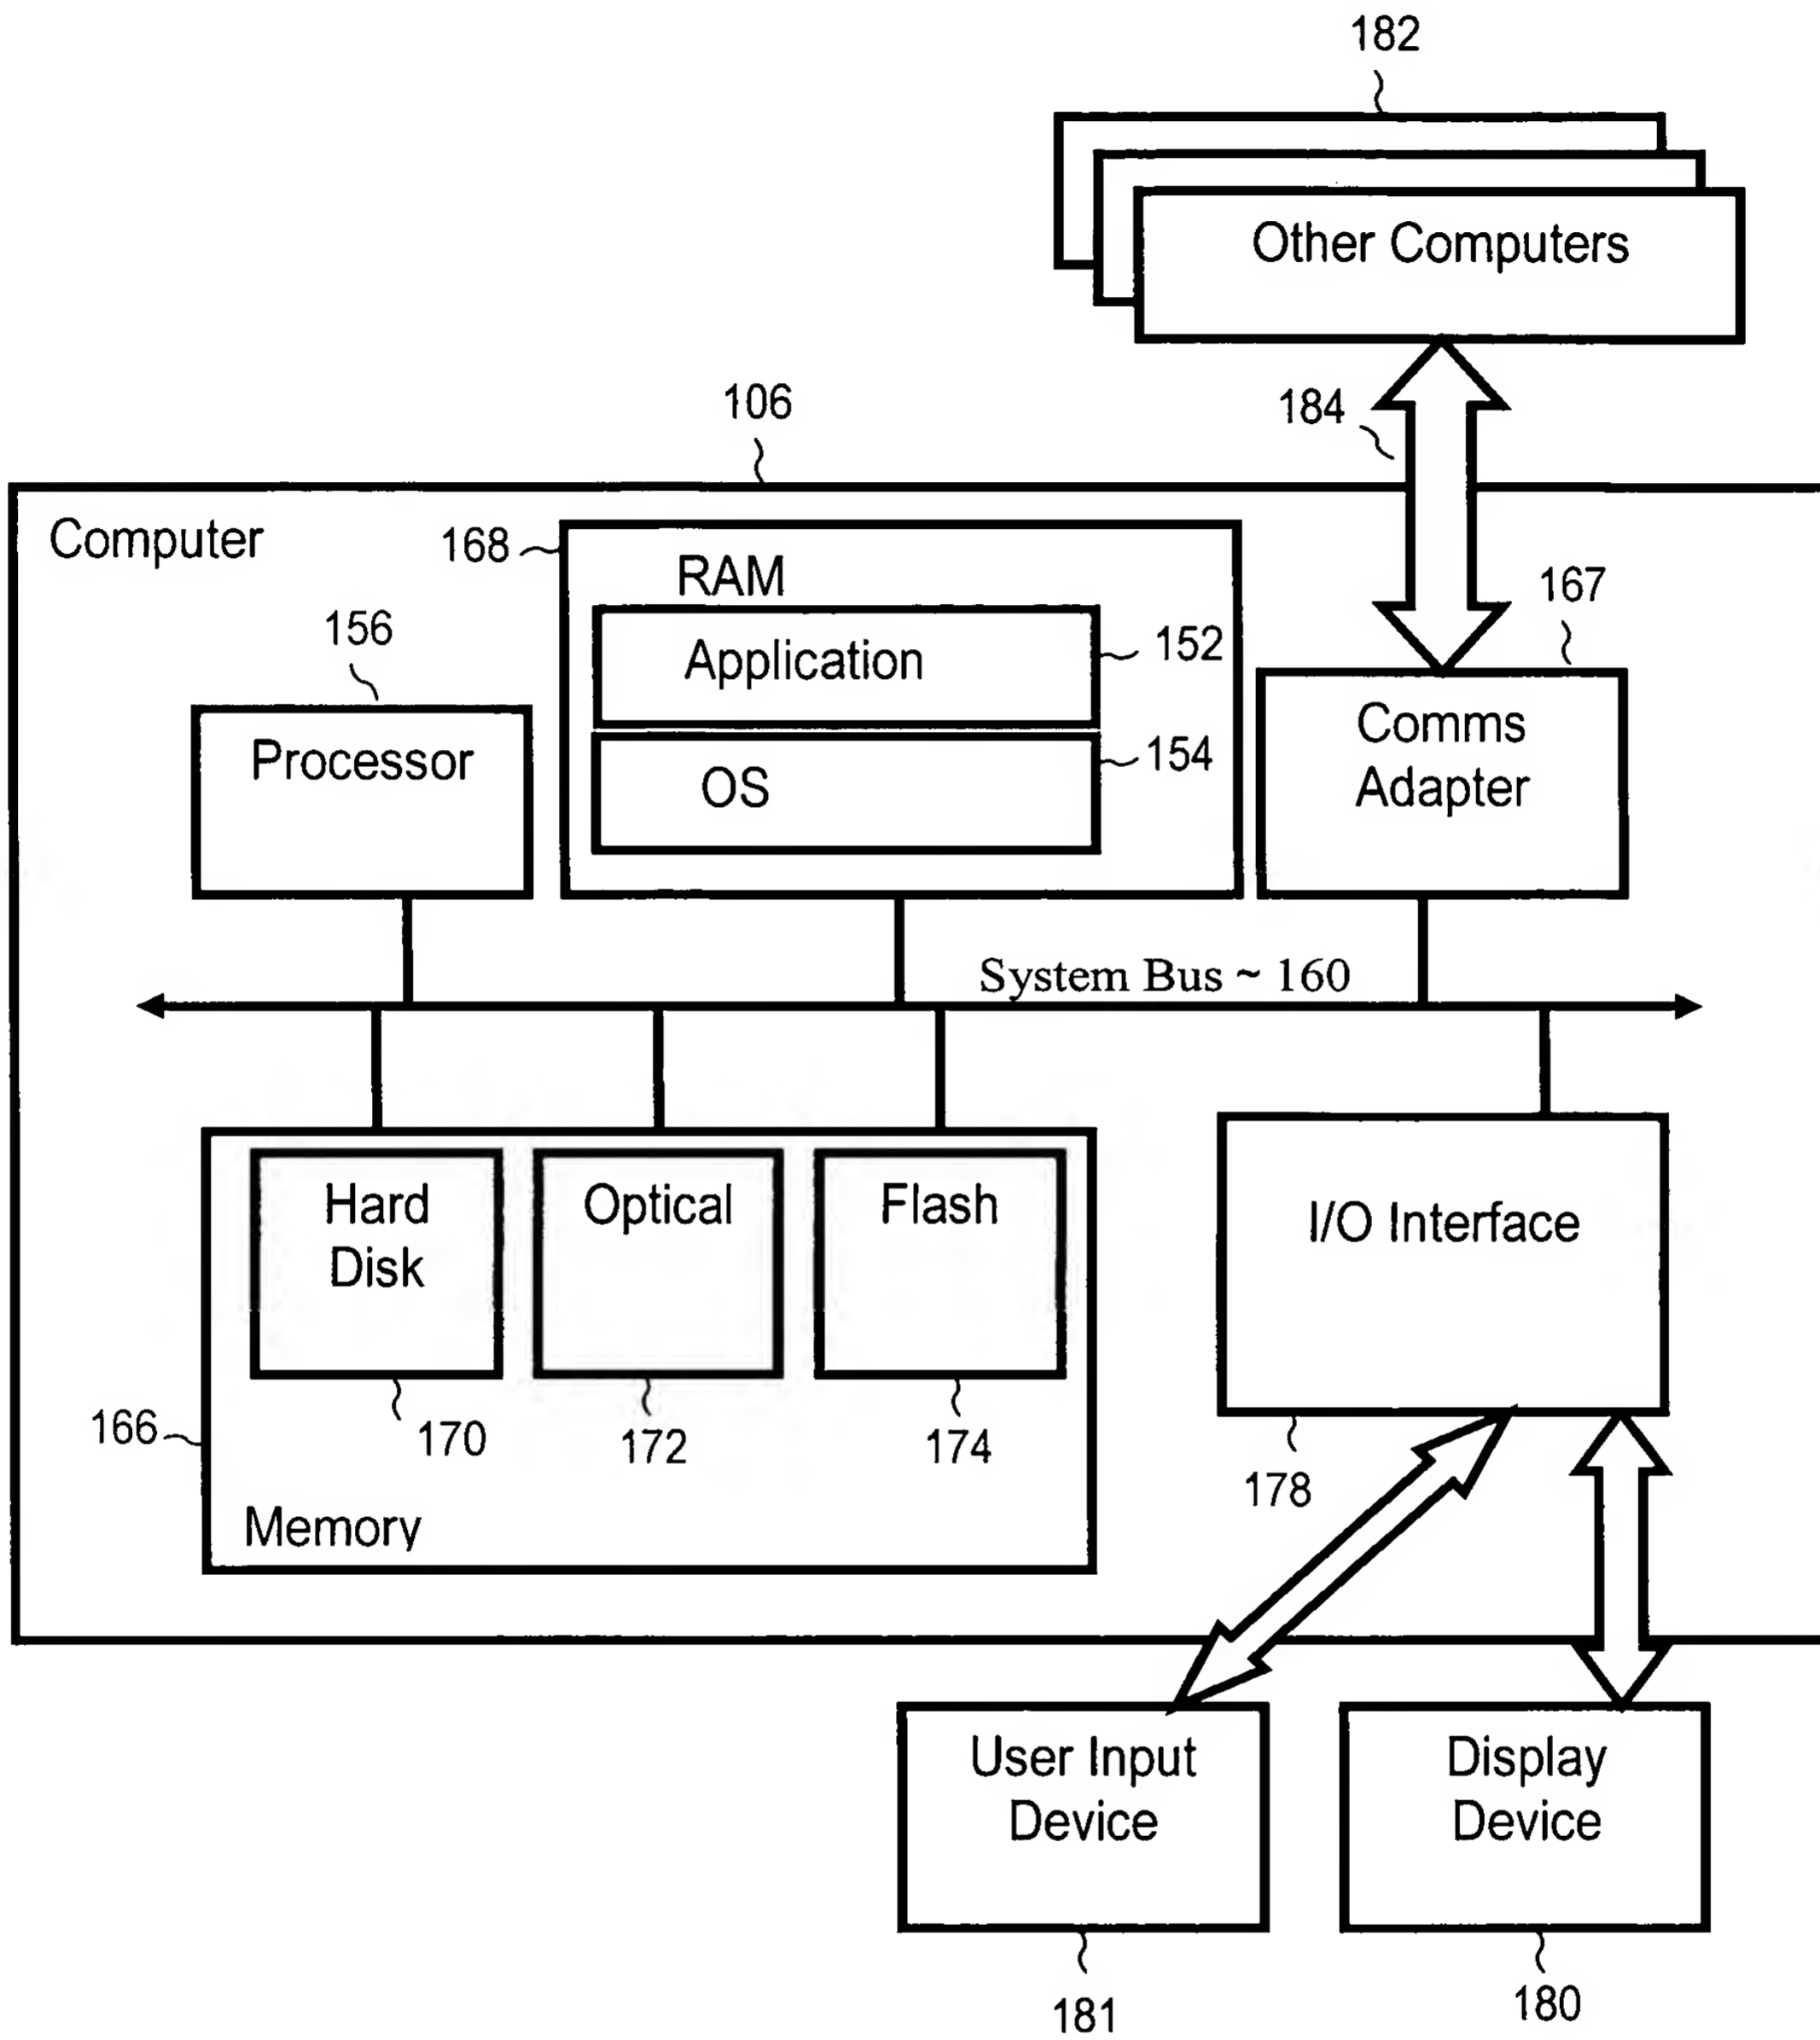 182
Other Computers
184
106
Computer
168
RAM
167
156
Application
152
Processor
OS
154
Comms
Adapter
System Bus ~ 160
Hard
Disk
Optical
Flash
I/O Interface
166
170
172
174
178
Memory
User Input
Device
Display
Device
181
180